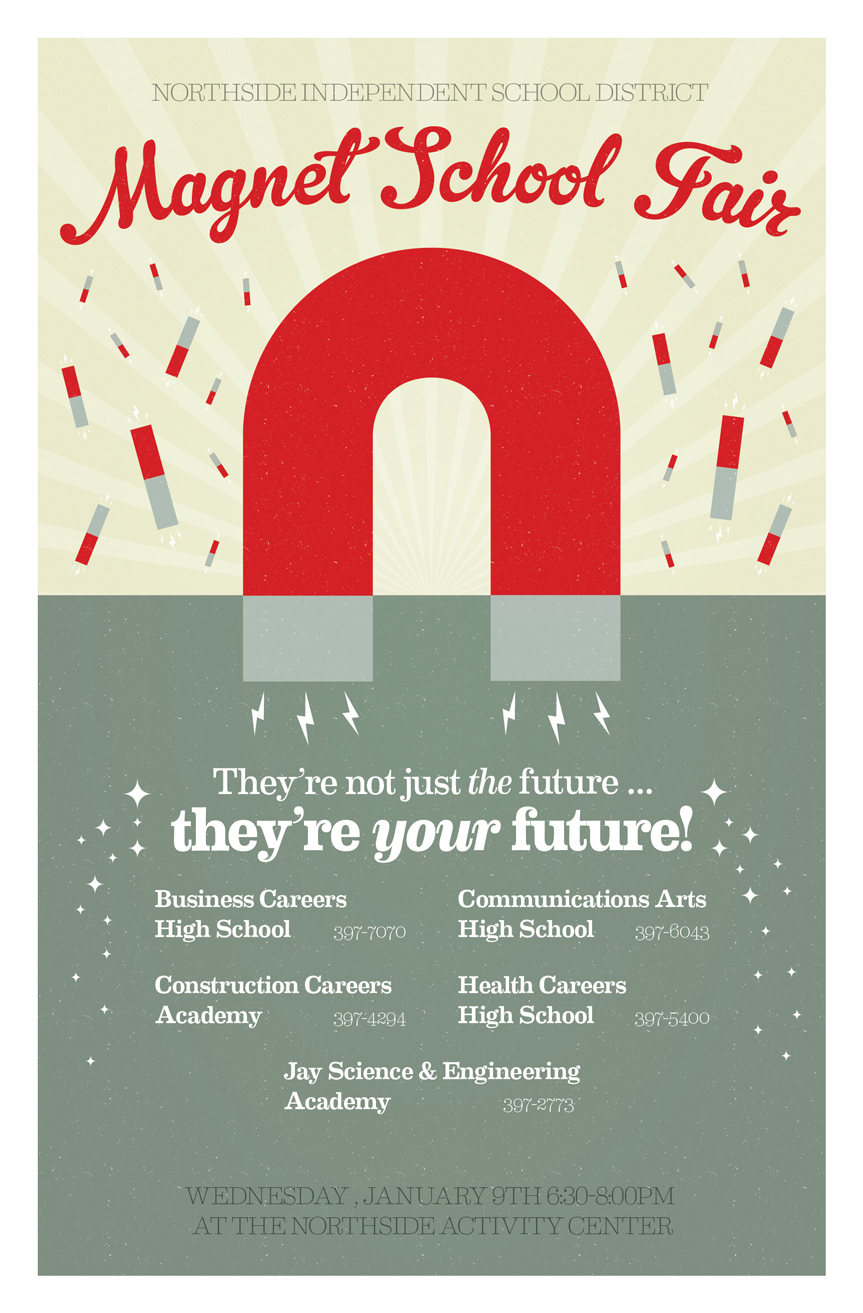 NORTHSIDE INDEPENDENT SCHOOL DISTRICT
Magnet School Fair
They're not just the future ...
they're your future!
Business Careers
High School 397-7070
Communications Arts
High School 397-6043
Construction Careers
Academy 397-4294
Health Careers
High School 397-5400
Jay Science & Engineering
Academy 397-2773
WEDNESDAY , JANUARY 9TH 6:30-8:00PM
AT THE NORTHSIDE ACTIVITY CENTER